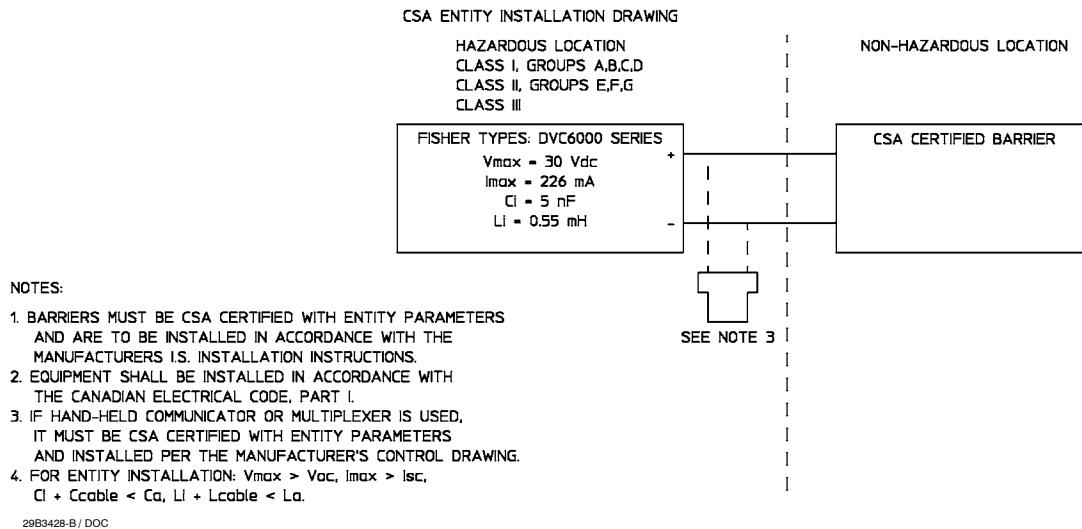 CSA ENTITY INSTALLATION DRAWING
HAZARDOUS LOCATION
CLASS I, GROUPS A,B,C,D
CLASS II, GROUPS E,F,G
CLASS III
NON-HAZARDOUS LOCATION
FISHER TYPES: DVC6000 SERIES
Vmax = 30 Vdc
Imax = 226 mA
Ci = 5 nF
Li = 0.55 mH
+
-
CSA CERTIFIED BARRIER
SEE NOTE 3
NOTES:
1. BARRIERS MUST BE CSA CERTIFIED WITH ENTITY PARAMETERS
AND ARE TO BE INSTALLED IN ACCORDANCE WITH THE
MANUFACTURERS I.S. INSTALLATION INSTRUCTIONS.
2. EQUIPMENT SHALL BE INSTALLED IN ACCORDANCE WITH
THE CANADIAN ELECTRICAL CODE, PART I.
3. IF HAND-HELD COMMUNICATOR OR MULTIPLEXER IS USED,
IT MUST BE CSA CERTIFIED WITH ENTITY PARAMETERS
AND INSTALLED PER THE MANUFACTURER'S CONTROL DRAWING.
4. FOR ENTITY INSTALLATION: Vmax > Voc, Imax > Isc,
Ci + Ccable < Ca, Li + Lcable < La.
29B3428-B / DOC